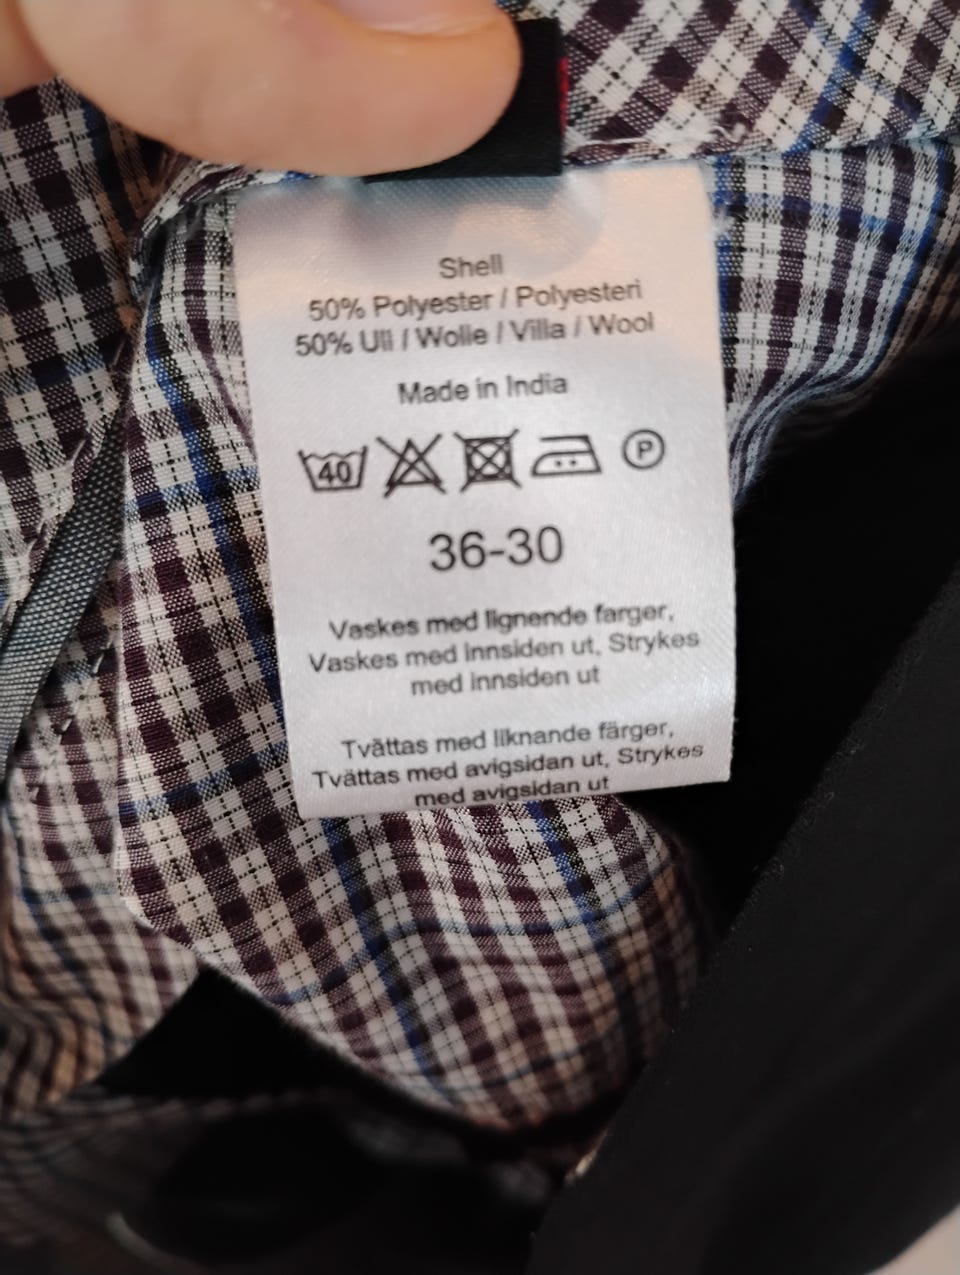 Shell
50% Polyester / Polyesteri
50% Ull / Wolle / Villa / Wool
Made in India
40 P
36-30
Vaskes med lignende farger,
Vaskes med innsiden ut, Strykes
med innsiden ut
Tvättas med liknande färger,
Tvättas med avigsidan ut, Strykes
med avigsidan ut